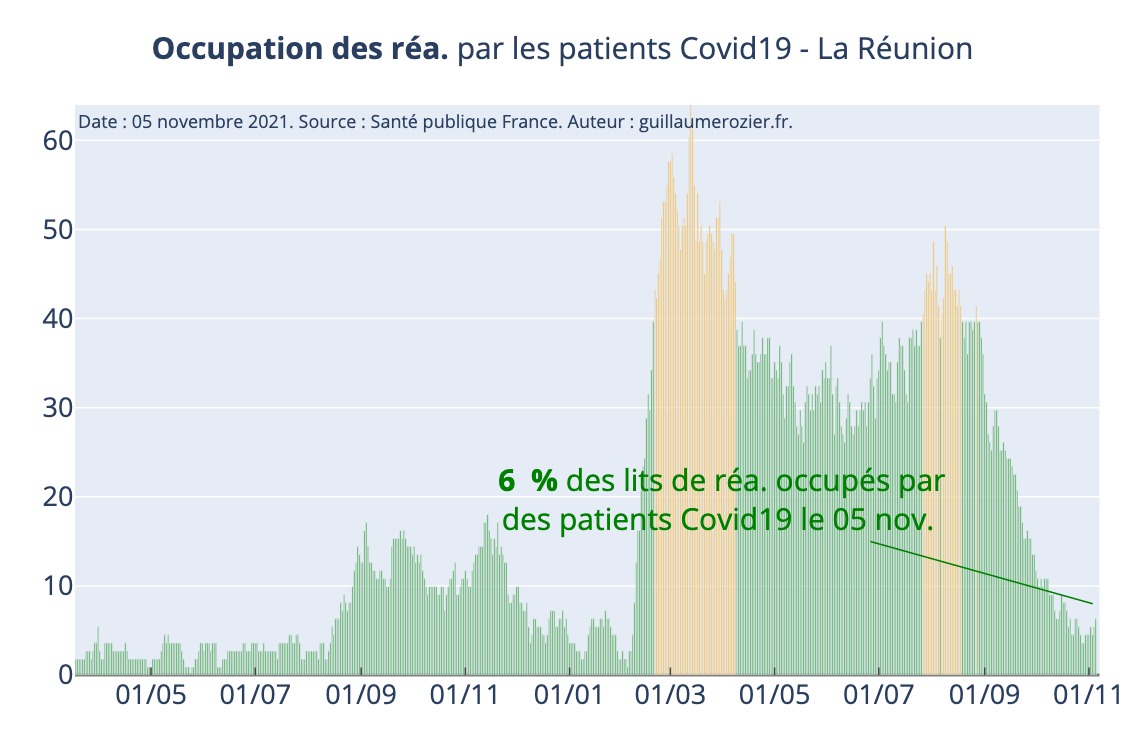 Occupation des réa. par les patients Covid19 - La Réunion
Date : 05 novembre 2021. Source : Santé publique France. Auteur : guillaumerozier.fr.
60
50
40
30
20
10
0
6 % des lits de réa. occupés par
des patients Covid19 le 05 nov.
01/05 01/07 01/09 01/11 01/01 01/03 01/05 01/07 01/09 01/11